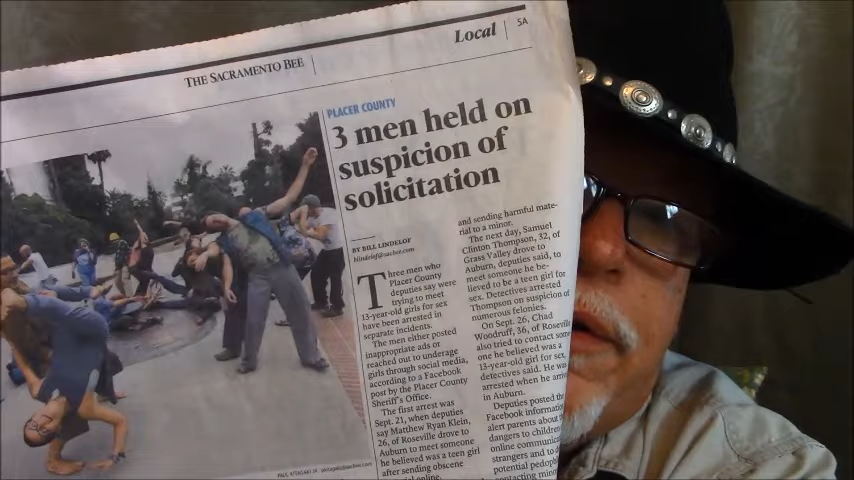 THE SACRAMENTO BEE
Local
5A
PLACER COUNTY
3 men held on
suspicion of
solicitation
BY BILL LINDELOF
blindelof@sacbee.com
Three men who
Placer County
deputies say were
trying to meet
13-year-old girls for sex
have been arrested in
separate incidents.
The men either posted
inappropriate ads or
reached out to underage
girls through social media,
according to a Facebook
post by the Placer County
Sheriff's Office.
The first arrest was
Sept. 21, when deputies
say Matthew Ryan Klein,
26, of Roseville drove to
Auburn to meet someone
he believed was a teen girl
after sending obscene
online.
and sending harmful mate-
rial to a minor.
The next day, Samuel
Clinton Thompson, 32, of
Grass Valley drove to
Auburn, deputies said, to
meet someone he be-
lieved to be a teen girl for
sex. Detectives arrested
Thompson on suspicion of
numerous felonies.
On Sept. 26, Chad
Woodruff, 36, of Roseville
also tried to contact some
one he believed was a
13-year-old girl for sex,
detectives said. He was
arrested when he
in Auburn.
Deputies posted the
Facebook
alert parents about
dangers to children
online
strangers and
potential
contacting